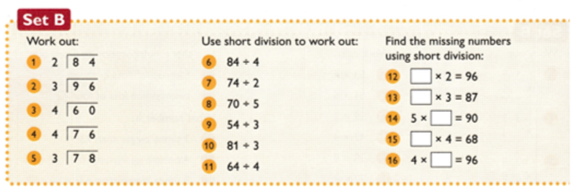 Set B
Work out:
1 2 8 4
2 3 9 6
3 4 6 0
4 4 7 6
5 3 7 8
Use short division to work out:
6 84 ÷ 4
7 74 ÷ 2
8 70 ÷ 5
9 54 ÷ 3
10 81 ÷ 3
11 64 ÷ 4
Find the missing numbers
using short division:
12 □ × 2 = 96
13 □ × 3 = 87
14 5 × □ = 90
15 □ × 4 = 68
16 4 × □ = 96